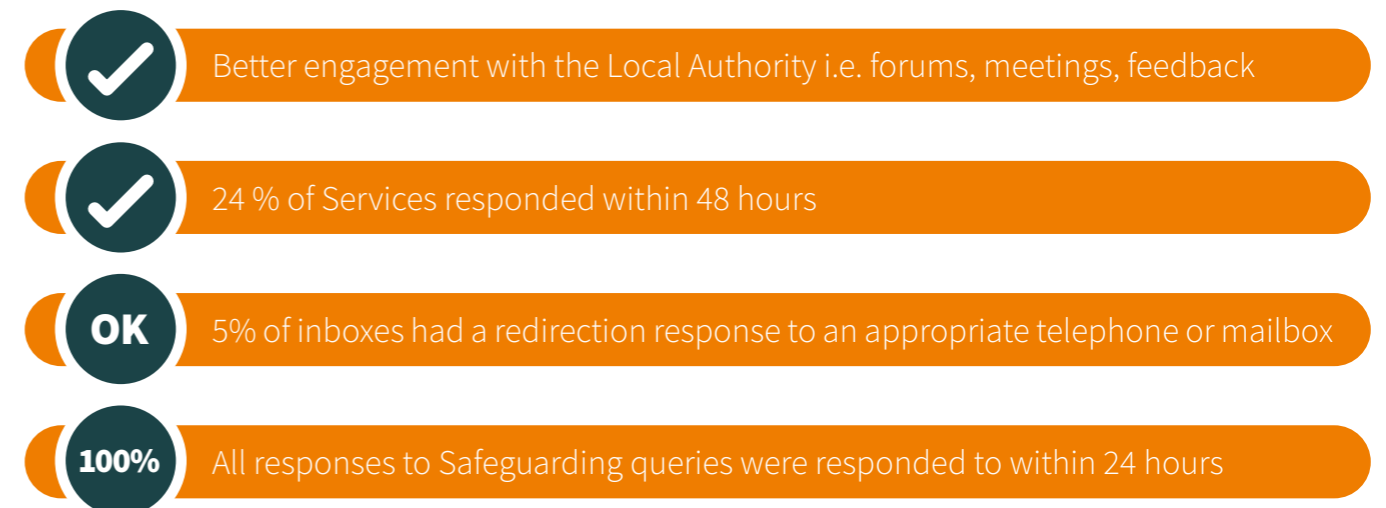 Better engagement with the Local Authority i.e. forums, meetings, feedback
24 % of Services responded within 48 hours
OK
5% of inboxes had a redirection response to an appropriate telephone or mailbox
100%
All responses to Safeguarding queries were responded to within 24 hours